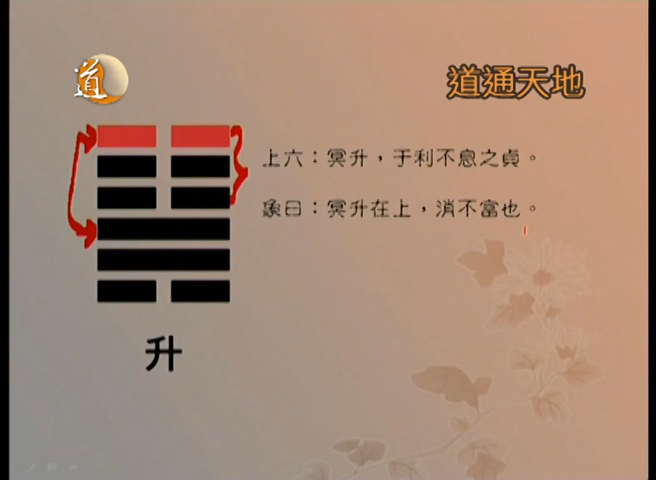 道
道通天地
上六：冥升，于利不息之貞。
象曰：冥升在上，消不富也。
升